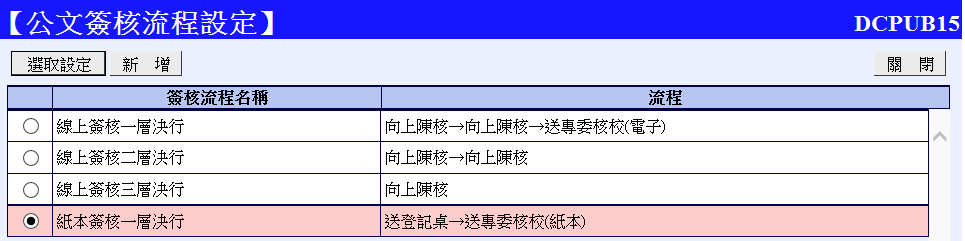 【公文簽核流程設定】 DCPUB15
選取設定 新 增 關 閉
簽核流程名稱 流程
線上簽核一層決行 向上陳核→向上陳核→送專委核校(電子)
線上簽核二層決行 向上陳核→向上陳核
線上簽核三層決行 向上陳核
紙本簽核一層決行 送登記桌→送專委核校(紙本)